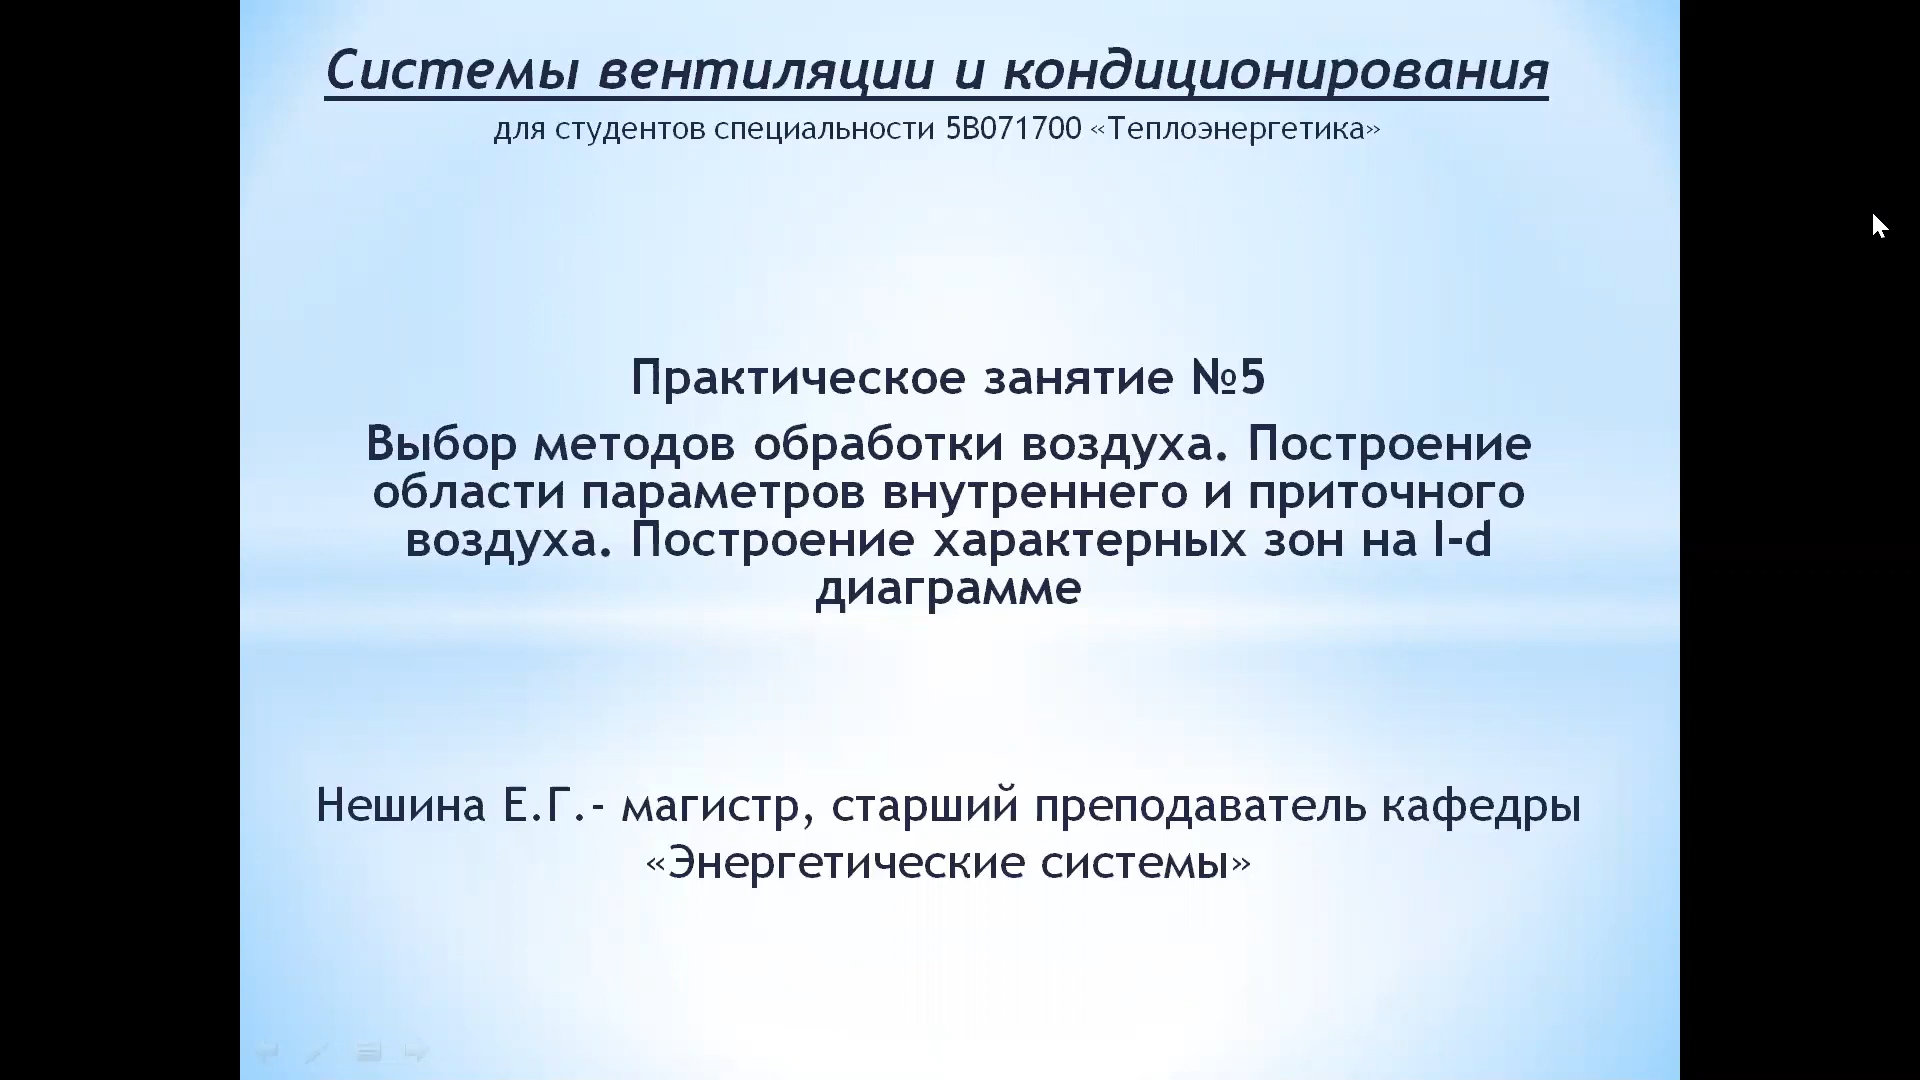 Системы вентиляции и кондиционирования
для студентов специальности 5В071700 «Теплоэнергетика»
Практическое занятие №5
Выбор методов обработки воздуха. Построение
области параметров внутреннего и приточного
воздуха. Построение характерных зон на I-d
диаграмме
Нешина Е.Г.- магистр, старший преподаватель кафедры
«Энергетические системы»